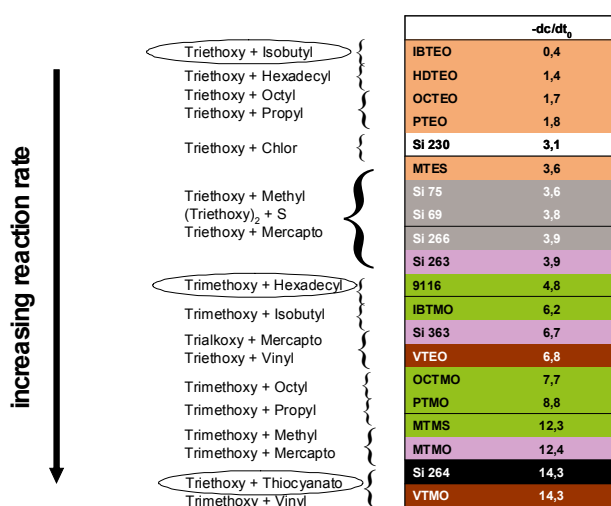 -dc/dt0
Triethoxy + Isobutyl { IBTEO 0,4
Triethoxy + Hexadecyl { HDTEO 1,4
Triethoxy + Octyl { OCTEO 1,7
Triethoxy + Propyl PTEO 1,8
Triethoxy + Chlor { Si 230 3,1
MTES 3,6
Triethoxy + Methyl { Si 75 3,6
(Triethoxy)2 + S Si 69 3,8
Triethoxy + Mercapto Si 266 3,9
Si 263 3,9
Trimethoxy + Hexadecyl { 9116 4,8
Trimethoxy + Isobutyl { IBTMO 6,2
Trialkoxy + Mercapto { Si 363 6,7
Triethoxy + Vinyl VTEO 6,8
Trimethoxy + Octyl { OCTMO 7,7
Trimethoxy + Propyl { PTMO 8,8
Trimethoxy + Methyl { MTMS 12,3
Trimethoxy + Mercapto MTMO 12,4
Triethoxy + Thiocyanato { Si 264 14,3
Trimethoxy + Vinyl VTMO 14,3
increasing reaction rate